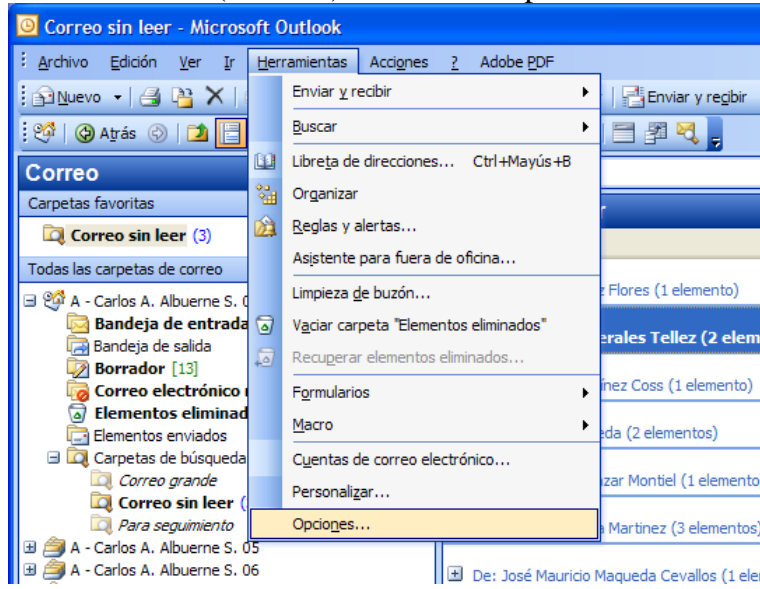 Correo sin leer - Microsoft Outlook
Archivo Edición Ver Ir Herramientas Acciones ? Adobe PDF
Nuevo Enviar y recibir
Atrás
Enviar y recibir
Buscar
Libreta de direcciones... Ctrl+Mayús+B
Organizar
Reglas y alertas...
Asistente para fuera de oficina...
Limpieza de buzón...
Vaciar carpeta "Elementos eliminados"
Recuperar elementos eliminados...
Formularios
Macro
Cuentas de correo electrónico...
Personalizar...
Opciones...
Correo
Carpetas favoritas
Correo sin leer (3)
Todas las carpetas de correo
A - Carlos A. Albuerne S.
Bandeja de entrada
Bandeja de salida
Borrador [13]
Correo electrónico
Elementos eliminad
Elementos enviados
Carpetas de búsqueda
Correo grande
Correo sin leer (
Para seguimiento
A - Carlos A. Albuerne S. 05
A - Carlos A. Albuerne S. 06
Flores (1 elemento)
erales Tellez (2 elem
ínez Coss (1 elemento)
eda (2 elementos)
zar Montiel (1 elemento
Martinez (3 elementos)
De: José Mauricio Maqueda Cevallos (1 ele